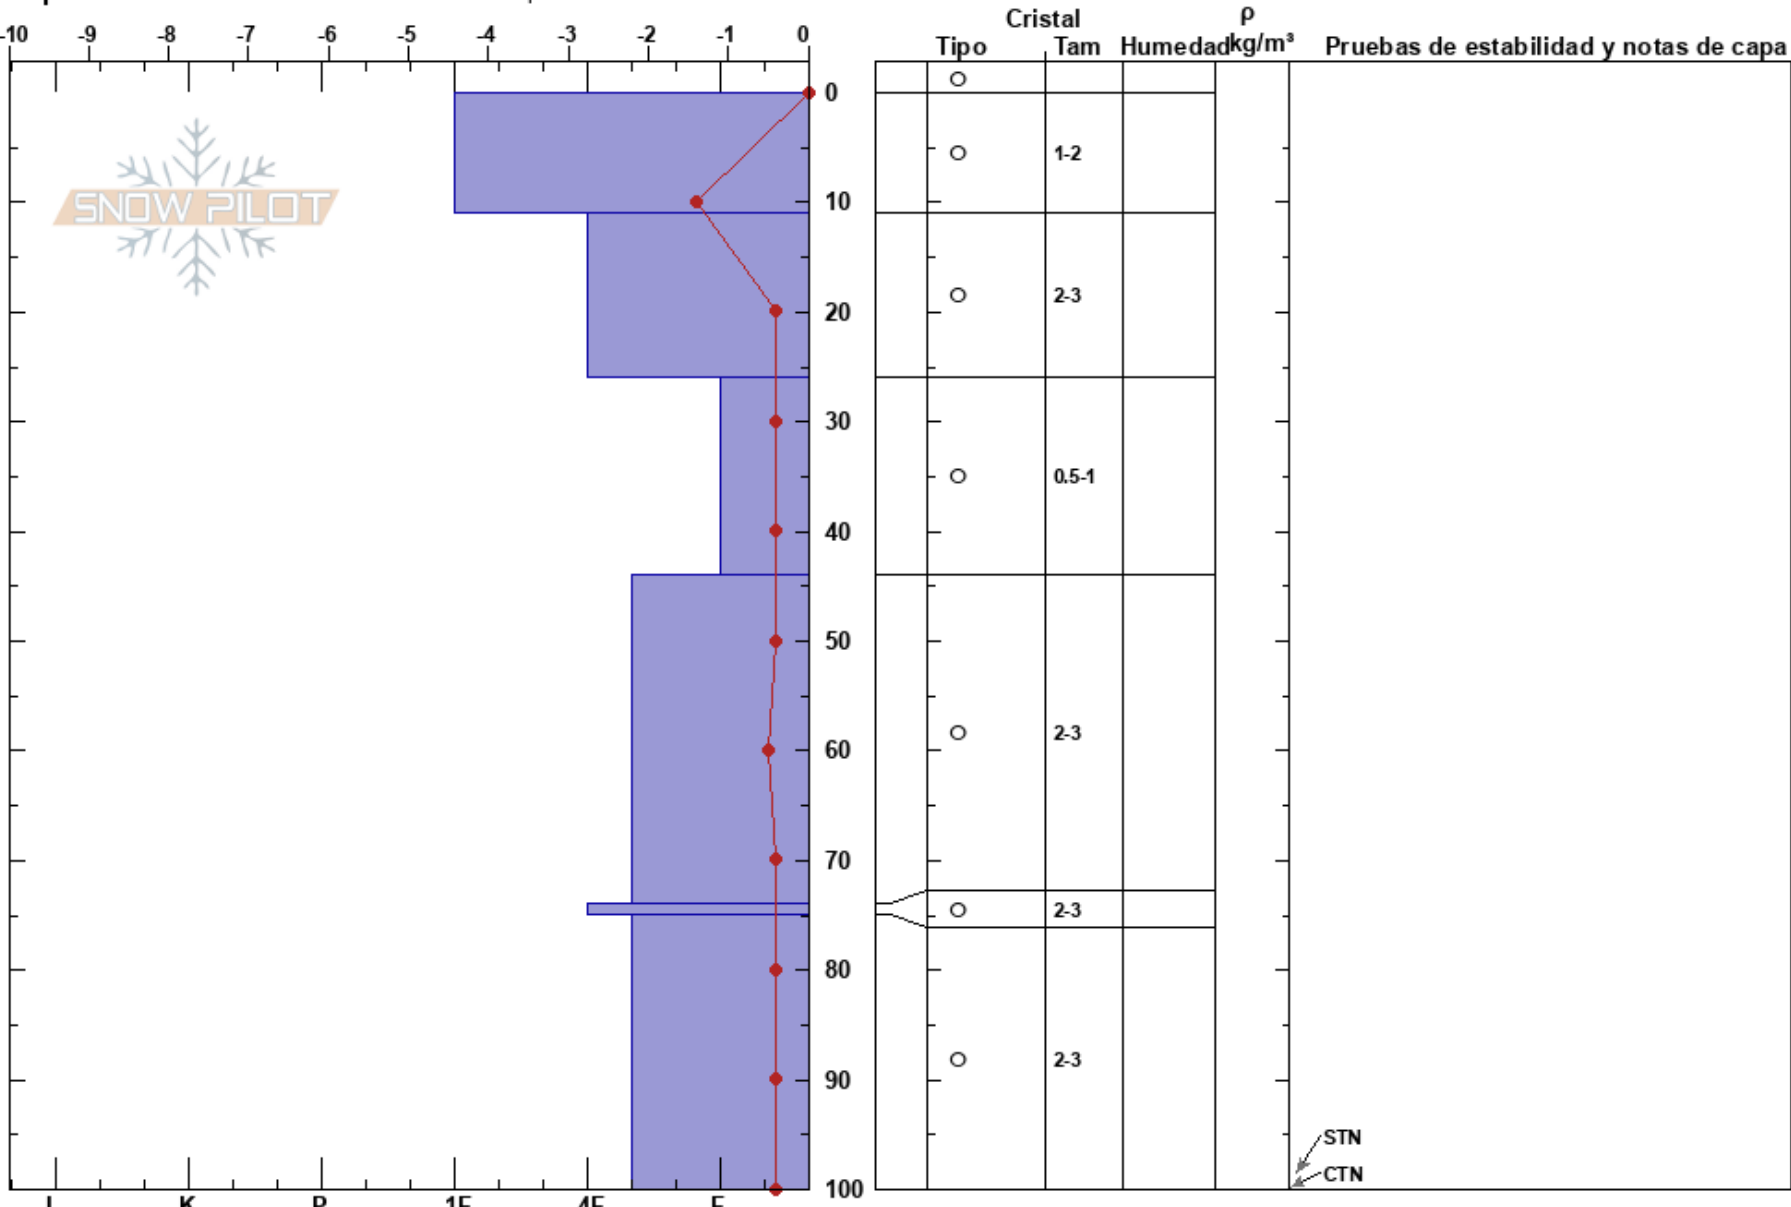 Cristal ρ
-10 -9 -8 -7 -6 -5 -4 -3 -2 -1 0 Tipo Tam Humedad kg/m³ Pruebas de estabilidad y notas de capa
0
1-2
SNOW PILOT
10
2-3
20
30
0.5-1
40
50
2-3
60
70
2-3
80
2-3
90
STN
CTN
100
I K P 1F 4F F